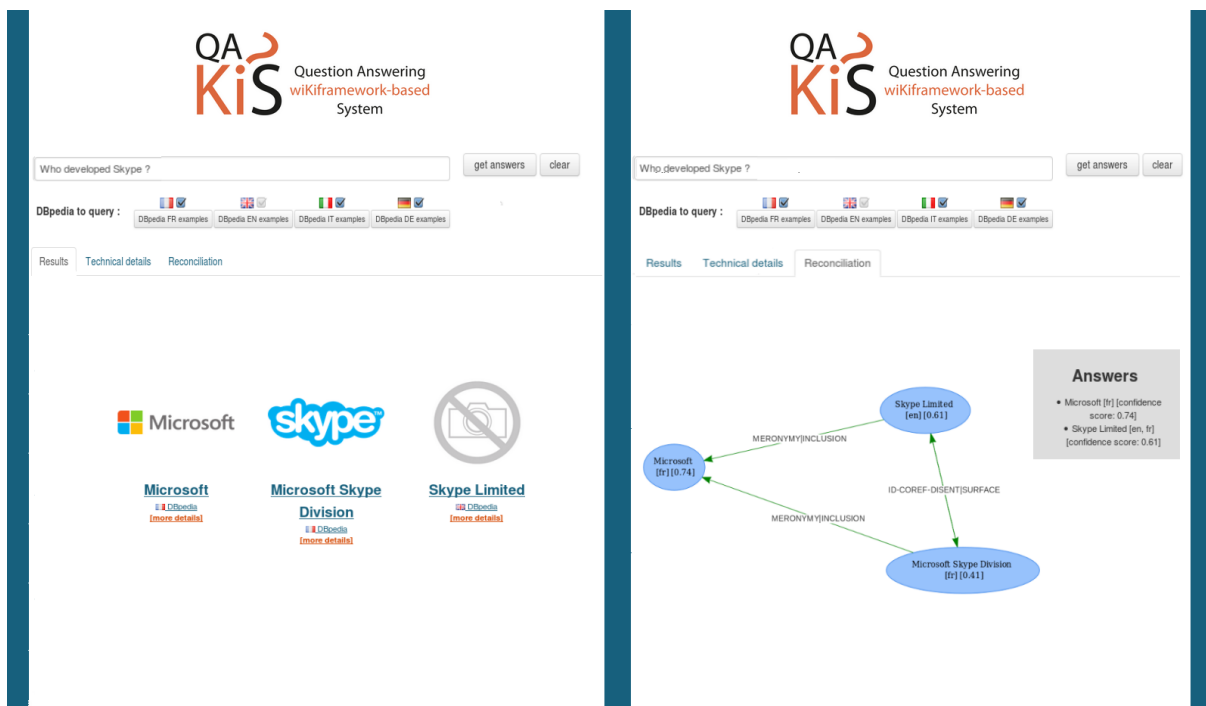 QA
KiS
Question Answering
wiKiframework-based
System
Who developed Skype ?
get answers
clear
DBpedia to query :
DBpedia FR examples
DBpedia EN examples
DBpedia IT examples
DBpedia DE examples
Results
Technical details
Reconciliation
Microsoft
skype™
Microsoft
DBpedia
[more details]
Microsoft Skype
Division
DBpedia
[more details]
Skype Limited
DBpedia
[more details]
QA
KiS
Question Answering
wiKiframework-based
System
Who developed Skype ?
get answers
clear
DBpedia to query :
DBpedia FR examples
DBpedia EN examples
DBpedia IT examples
DBpedia DE examples
Results
Technical details
Reconciliation
Answers
• Microsoft [fr] [confidence
score: 0.74]
• Skype Limited [en, fr]
[confidence score: 0.61]
Skype Limited
[en] [0.61]
MERONYMY|INCLUSION
Microsoft
[fr] [0.74]
ID-COREF-DISENT|SURFACE
MERONYMY|INCLUSION
Microsoft Skype Division
[fr] [0.41]